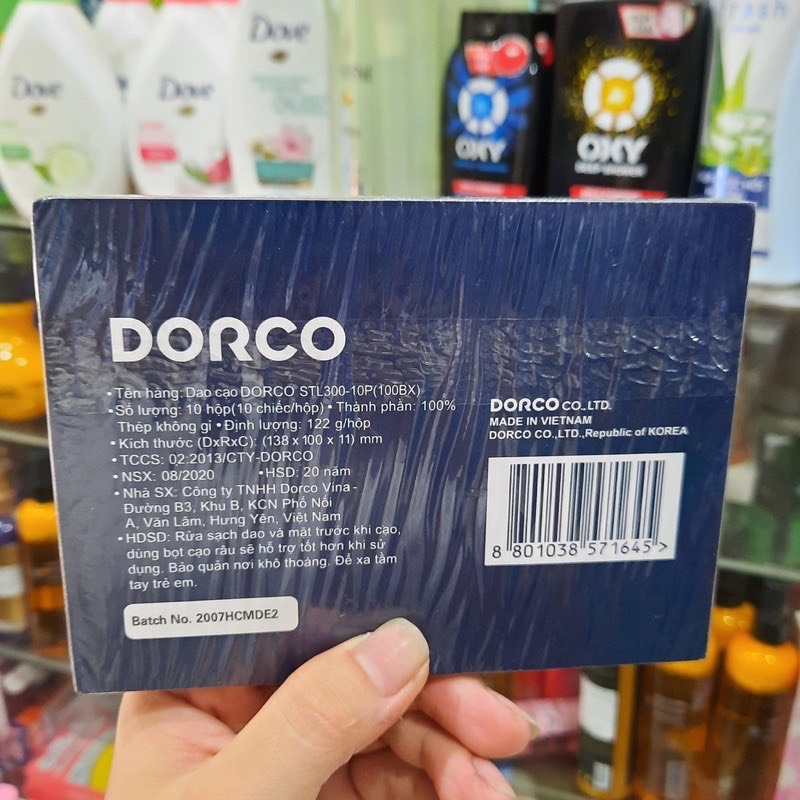 Dove
Dove
Dove
OXY
OXY
fresh
DORCO
• Tên hàng: Dao cạo DORCO STL300-10P(100BX)
• Số lượng: 10 hộp(10 chiếc/hộp) • Thành phần: 100%
Thép không gỉ • Định lượng: 122 g/hộp
• Kích thước (DxRxC): (138 x 100 x 11) mm
• TCCS: 02:2013/CTY-DORCO
• NSX: 08/2020 • HSD: 20 năm
• Nhà SX: Công ty TNHH Dorco Vina -
Đường B3, Khu B, KCN Phố Nối
A, Văn Lâm, Hưng Yên, Việt Nam
• HDSD: Rửa sạch dao và mặt trước khi cạo,
dùng bọt cạo râu sẽ hỗ trợ tốt hơn khi sử
dụng. Bảo quản nơi khô thoáng. Để xa tầm
tay trẻ em.
Batch No. 2007HCMDE2
DORCO CO.,LTD.
MADE IN VIETNAM
DORCO CO.,LTD.,Republic of KOREA
8 801038 571645 >